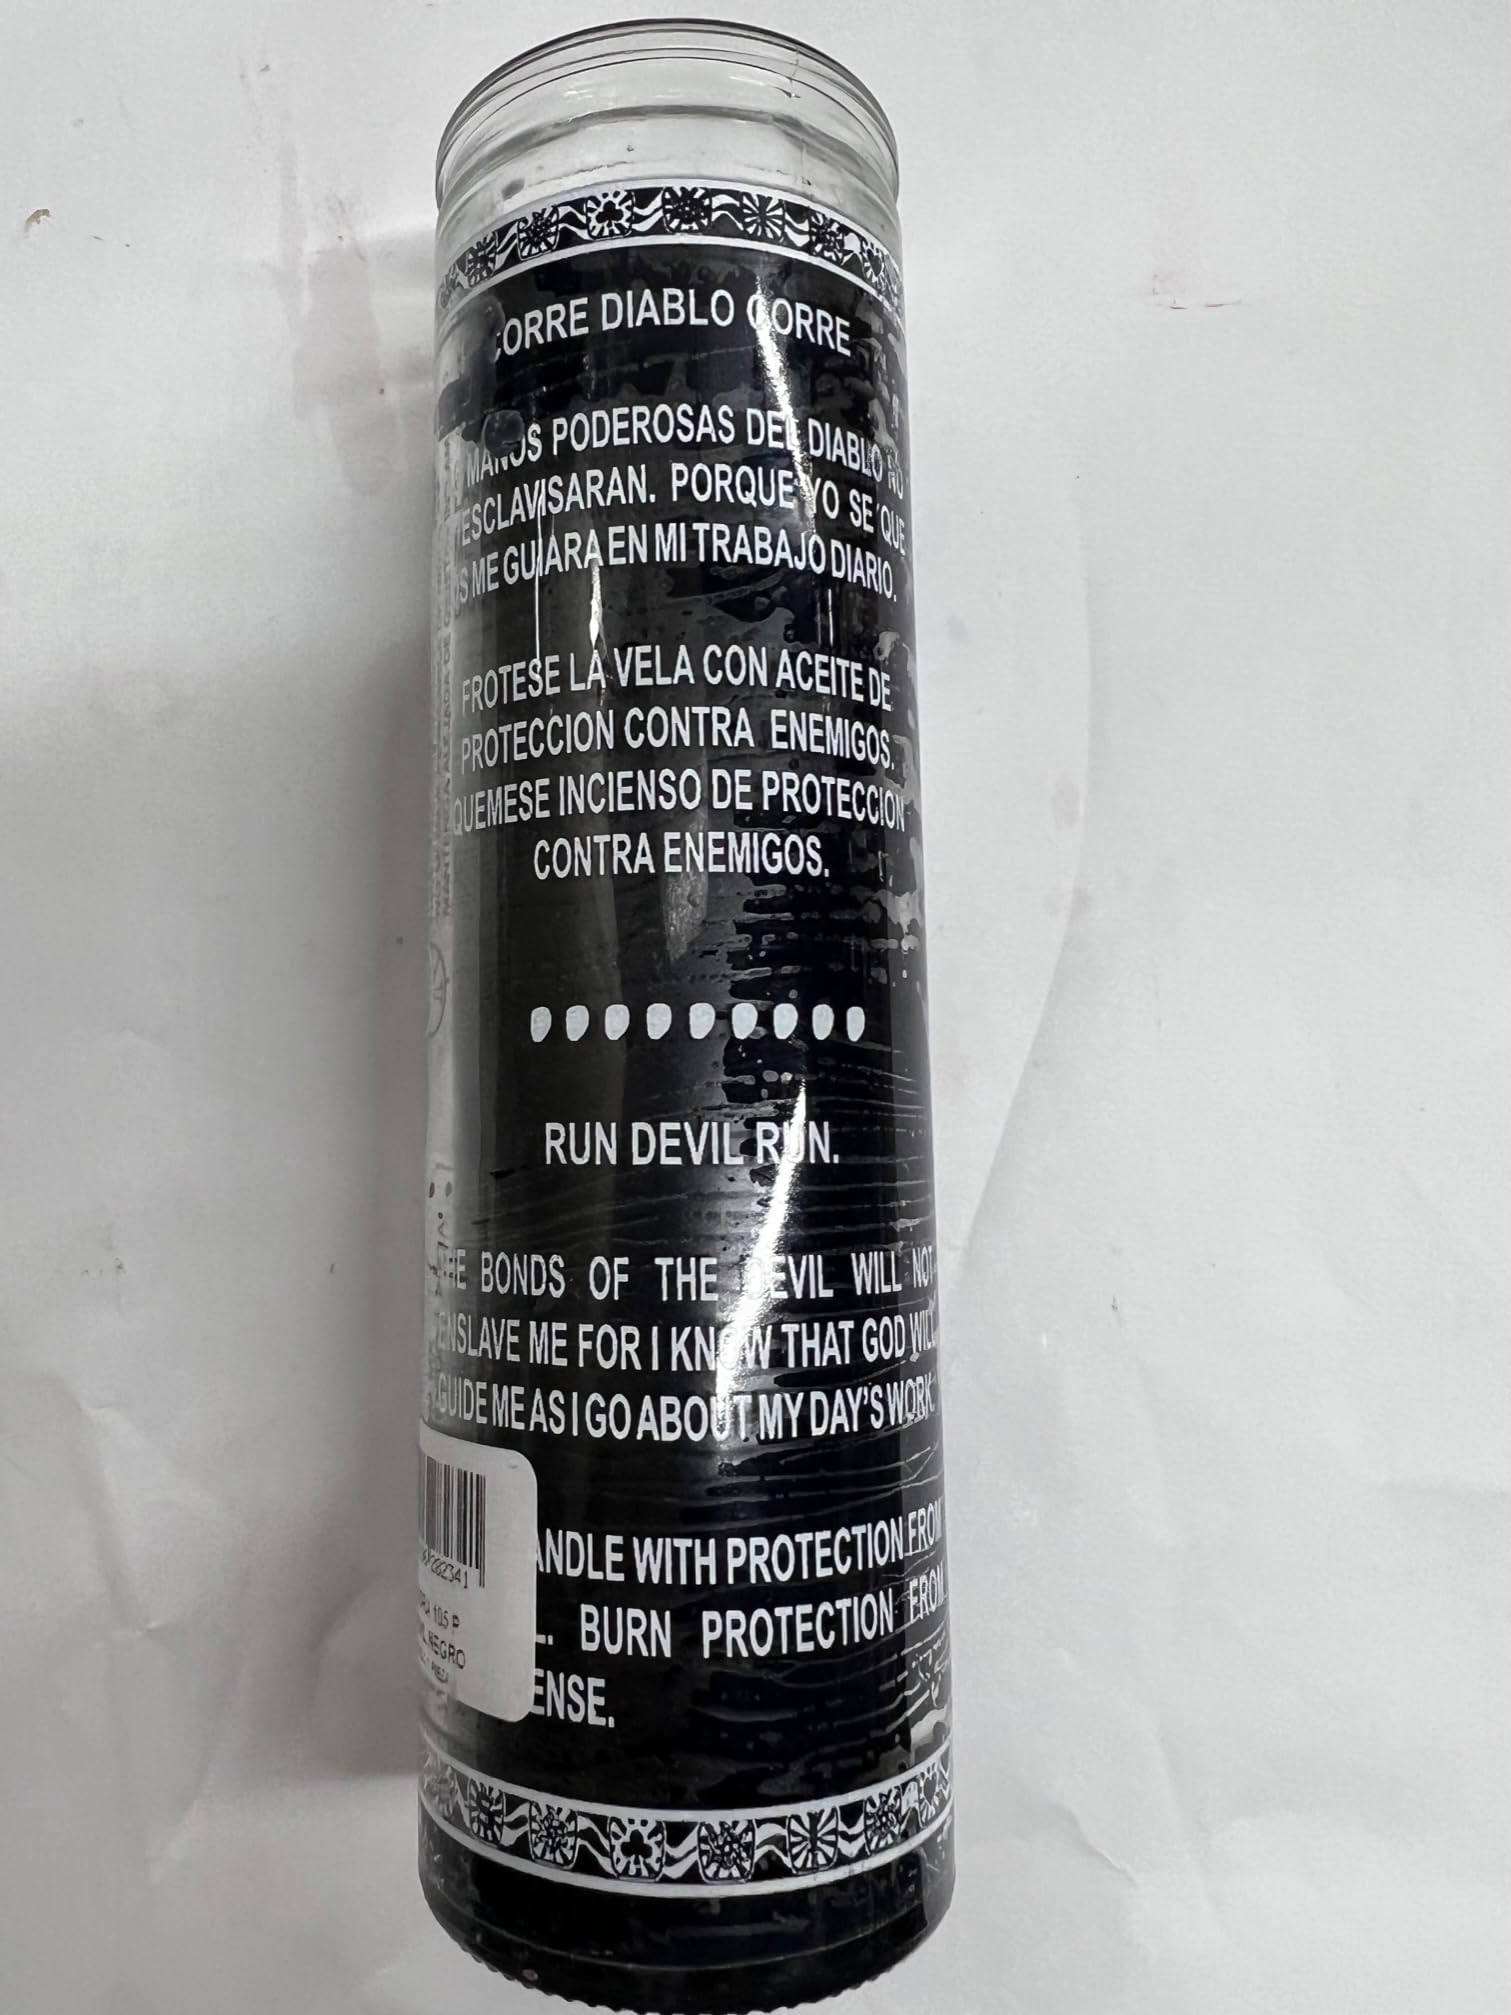 CORRE DIABLO CORRE
MANOS PODEROSAS DEL DIABLO NO
ESCLAVISARAN. PORQUE YO SE QUE
ME GUIARA EN MI TRABAJO DIARIO.
FROTESE LA VELA CON ACEITE DE
PROTECCION CONTRA ENEMIGOS.
QUEMESE INCIENSO DE PROTECCION
CONTRA ENEMIGOS.
RUN DEVIL RUN.
THE BONDS OF THE DEVIL WILL NOT
ENSLAVE ME FOR I KNOW THAT GOD WILL
GUIDE ME AS I GO ABOUT MY DAY'S WORK.
ANDLE WITH PROTECTION FROM
L. BURN PROTECTION FROM
ENSE.
NEGRO